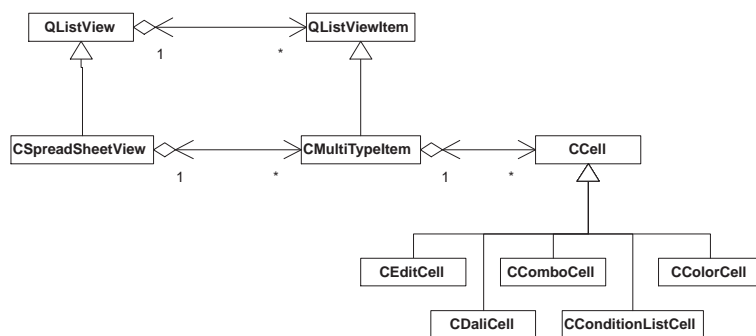 QListView
QListViewItem
1
*
CSpreadSheetView
CMultiTypeItem
CCell
1
*
1
*
CEditCell
CComboCell
CColorCell
CDaliCell
CConditionListCell